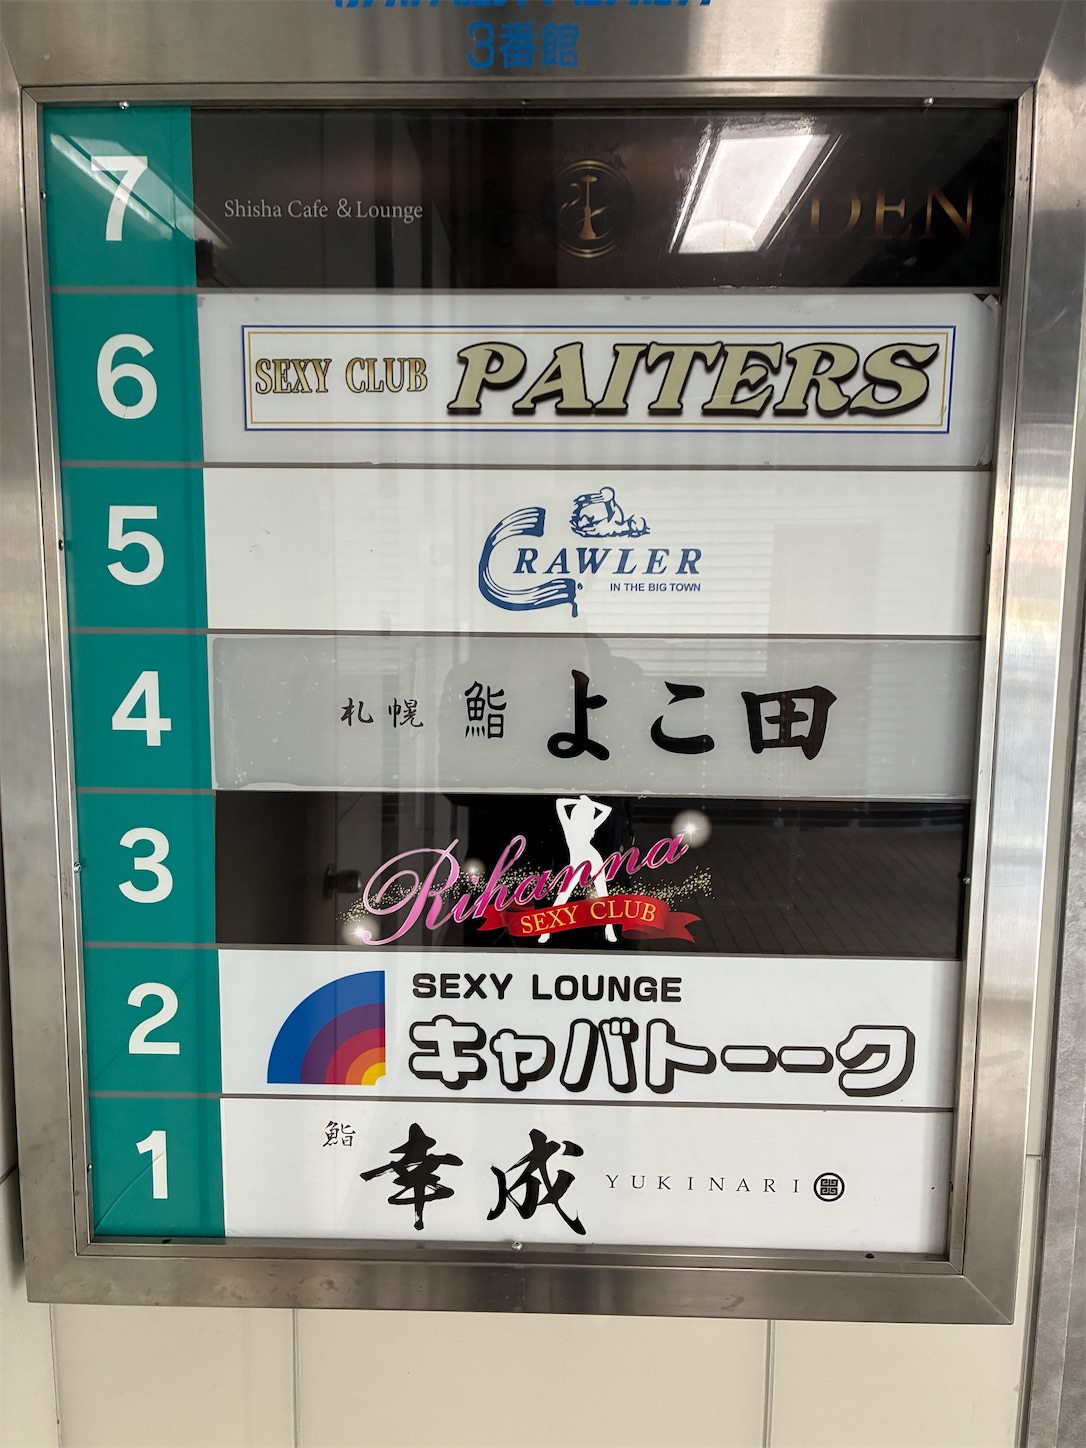 3番館
7
Shisha Cafe & Lounge
DEN
6
SEXY CLUB PAITERS
5
CRAWLER
IN THE BIG TOWN
4
札幌 鮨 よこ田
3
Rihanna
SEXY CLUB
2
SEXY LOUNGE
キャバトーーク
1
鮨 幸成 YUKINARI